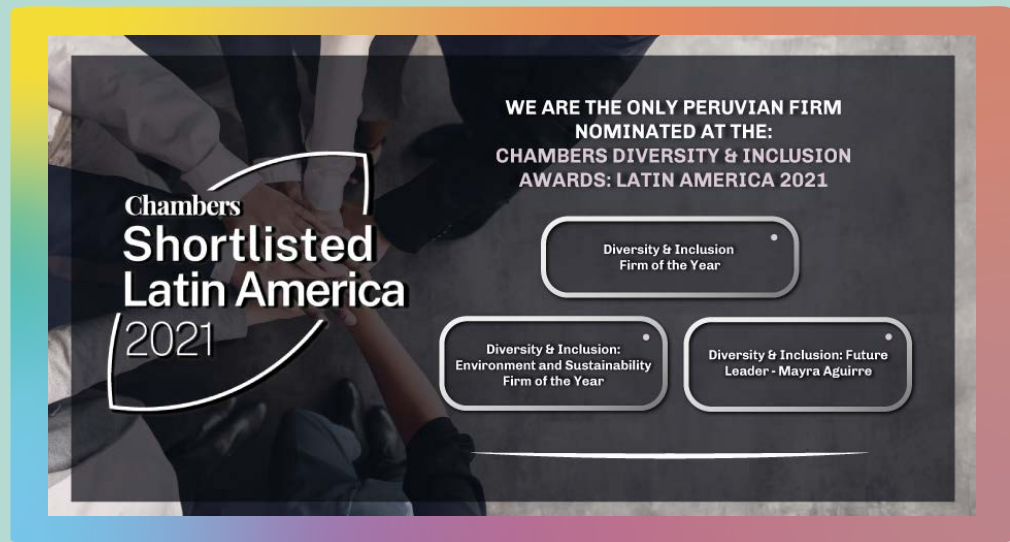 Chambers
Shortlisted
Latin America
2021
WE ARE THE ONLY PERUVIAN FIRM
NOMINATED AT THE:
CHAMBERS DIVERSITY & INCLUSION
AWARDS: LATIN AMERICA 2021
Diversity & Inclusion
Firm of the Year
Diversity & Inclusion:
Environment and Sustainability
Firm of the Year
Diversity & Inclusion: Future
Leader - Mayra Aguirre